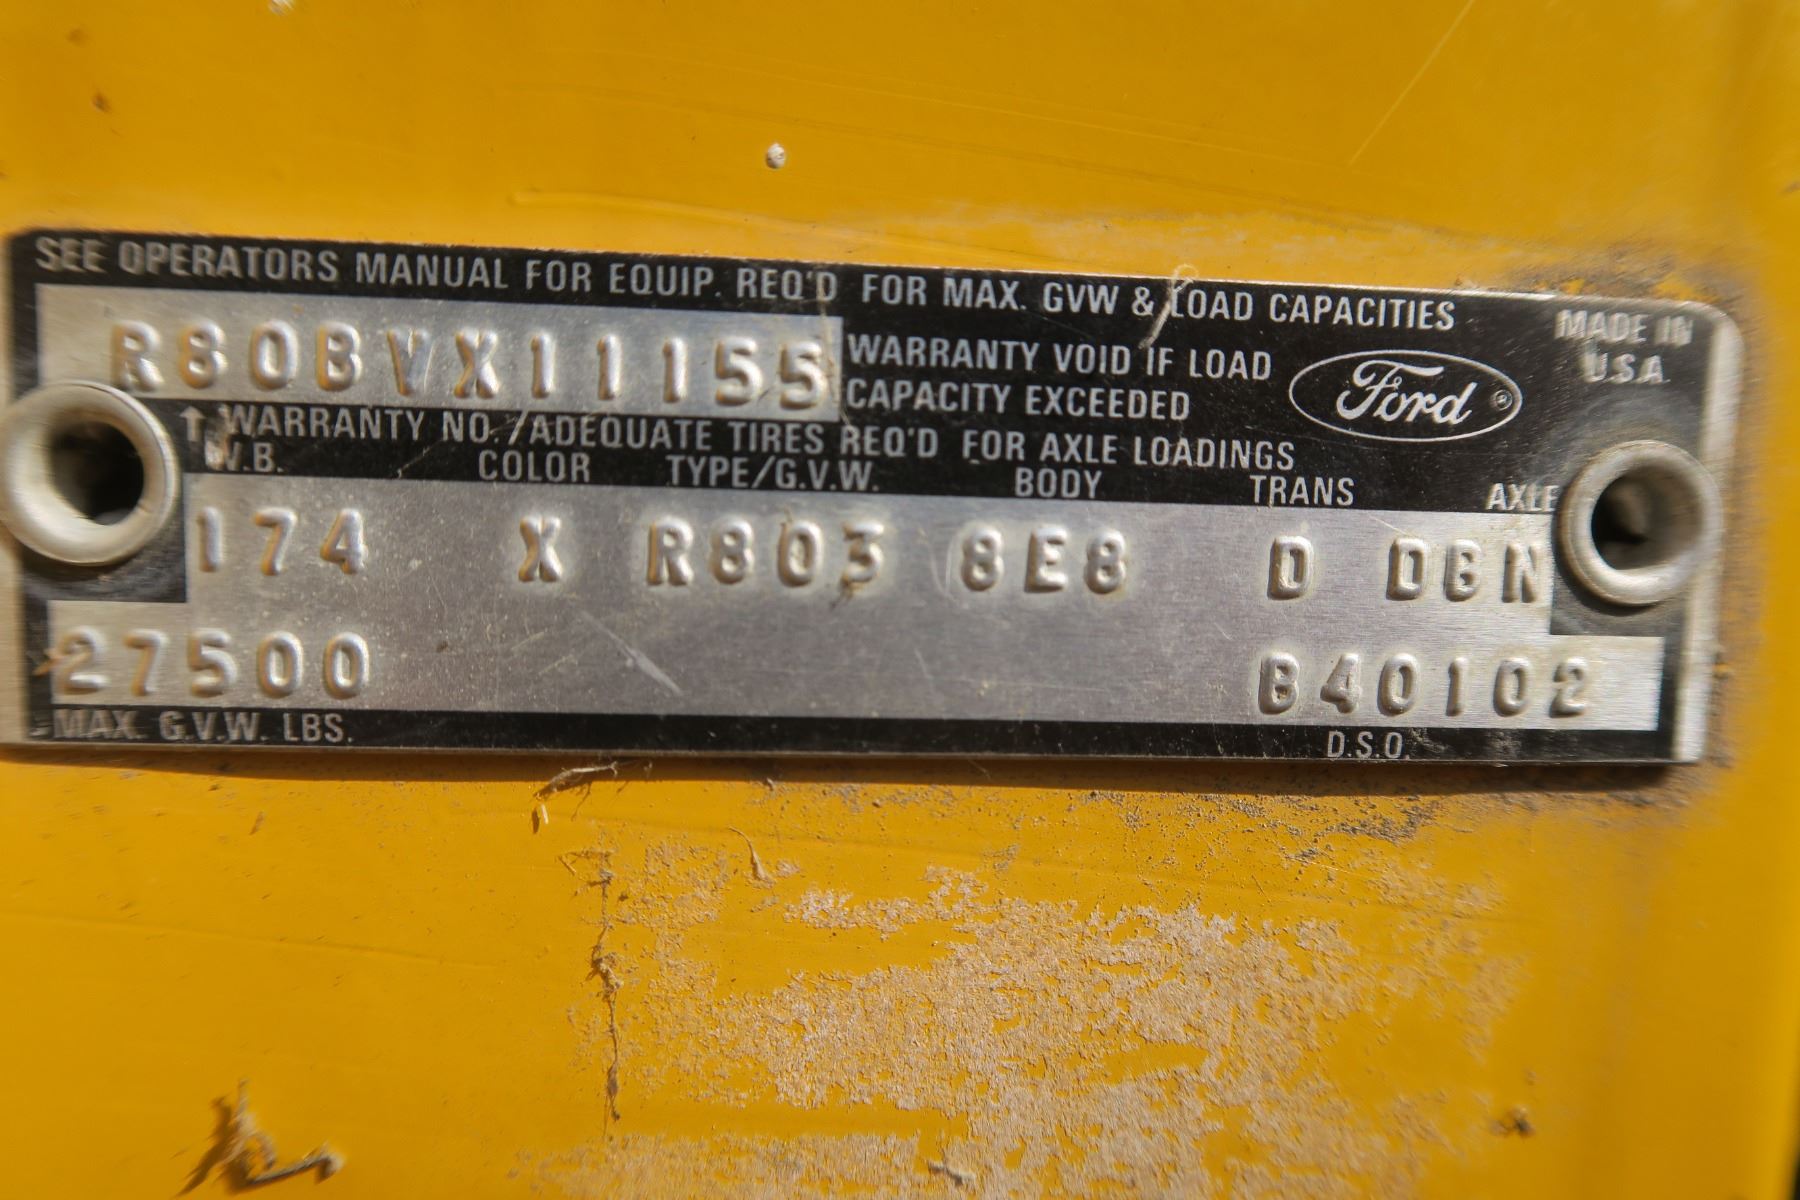 SEE OPERATORS MANUAL FOR EQUIP. REQ'D FOR MAX. GVW & LOAD CAPACITIES
MADE IN
U.S.A.
R80BVX11155
WARRANTY VOID IF LOAD
CAPACITY EXCEEDED
Ford ®
↑ WARRANTY NO./ADEQUATE TIRES REQ'D FOR AXLE LOADINGS
W.B. COLOR TYPE/G.V.W. BODY TRANS AXLE
174 X R803 8E8 D DBN
27500 B40102
MAX. G.V.W. LBS. D.S.O.